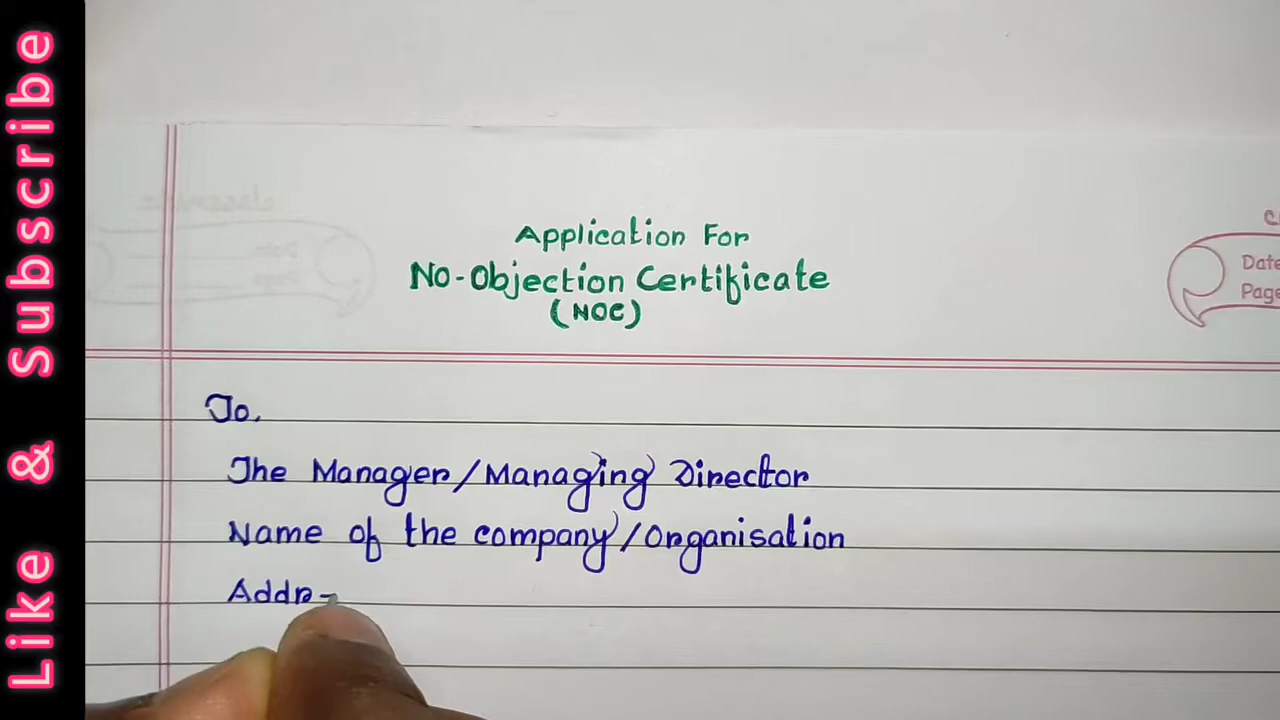 Like & Subscribe
Application For
No-Objection Certificate
(NOC)
Date
Page
To,
The Manager/Managing Director
Name of the company/Organisation
Addr